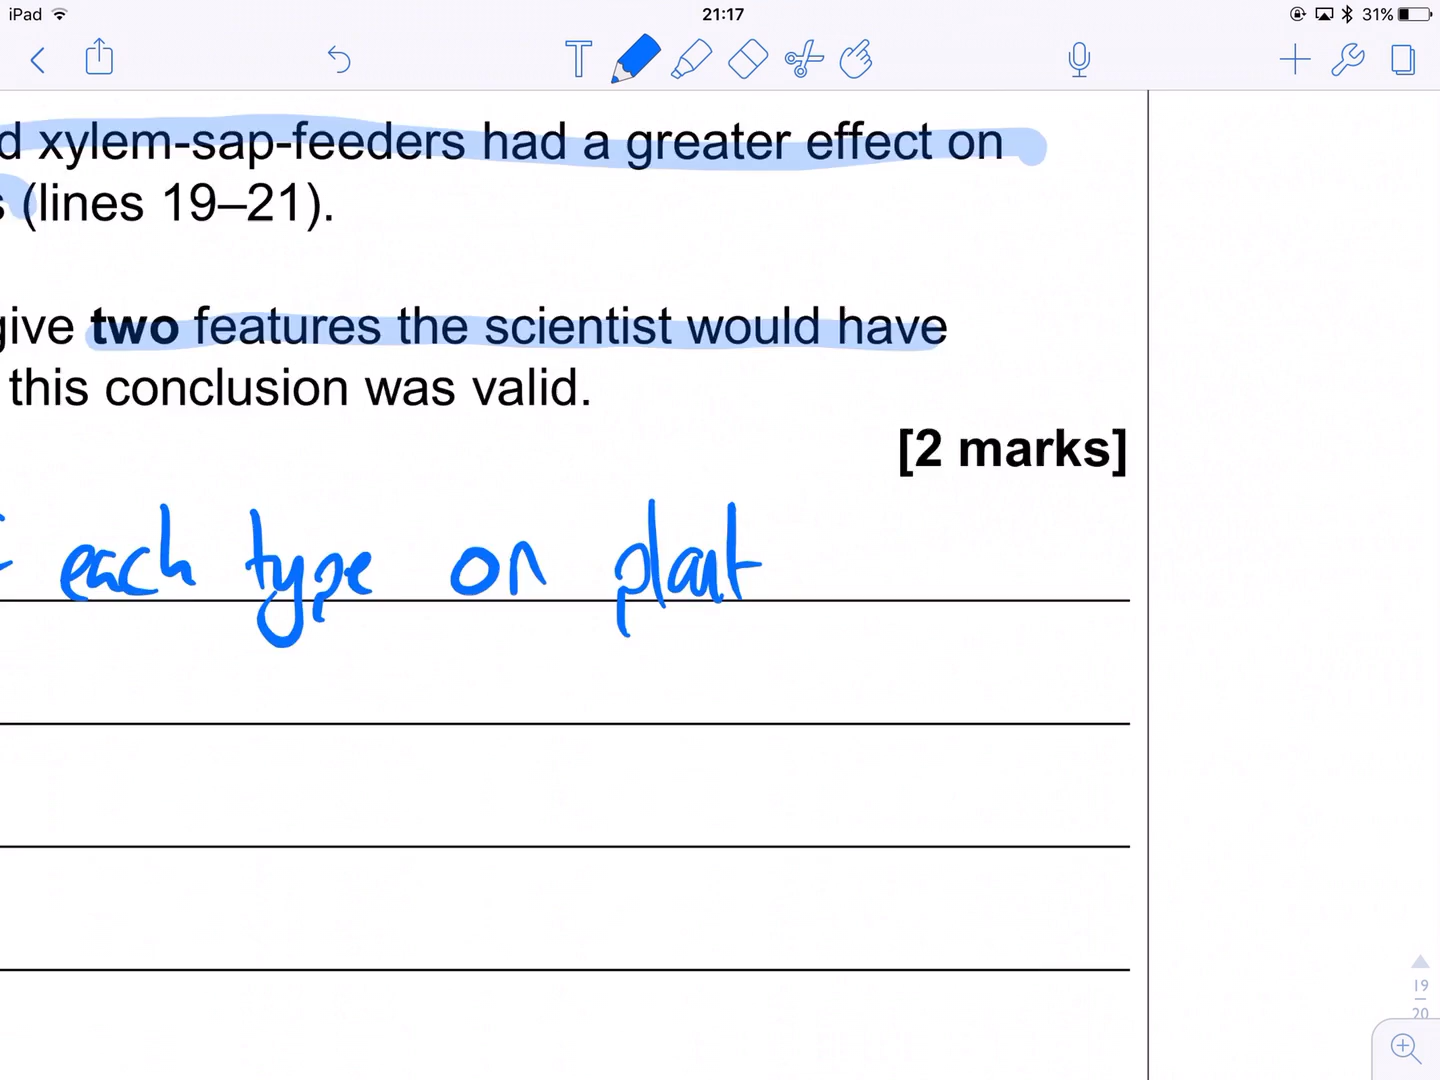 iPad 21:17 31%
d xylem-sap-feeders had a greater effect on
s (lines 19–21).
give two features the scientist would have
this conclusion was valid.
[2 marks]
each type on plant
19
20